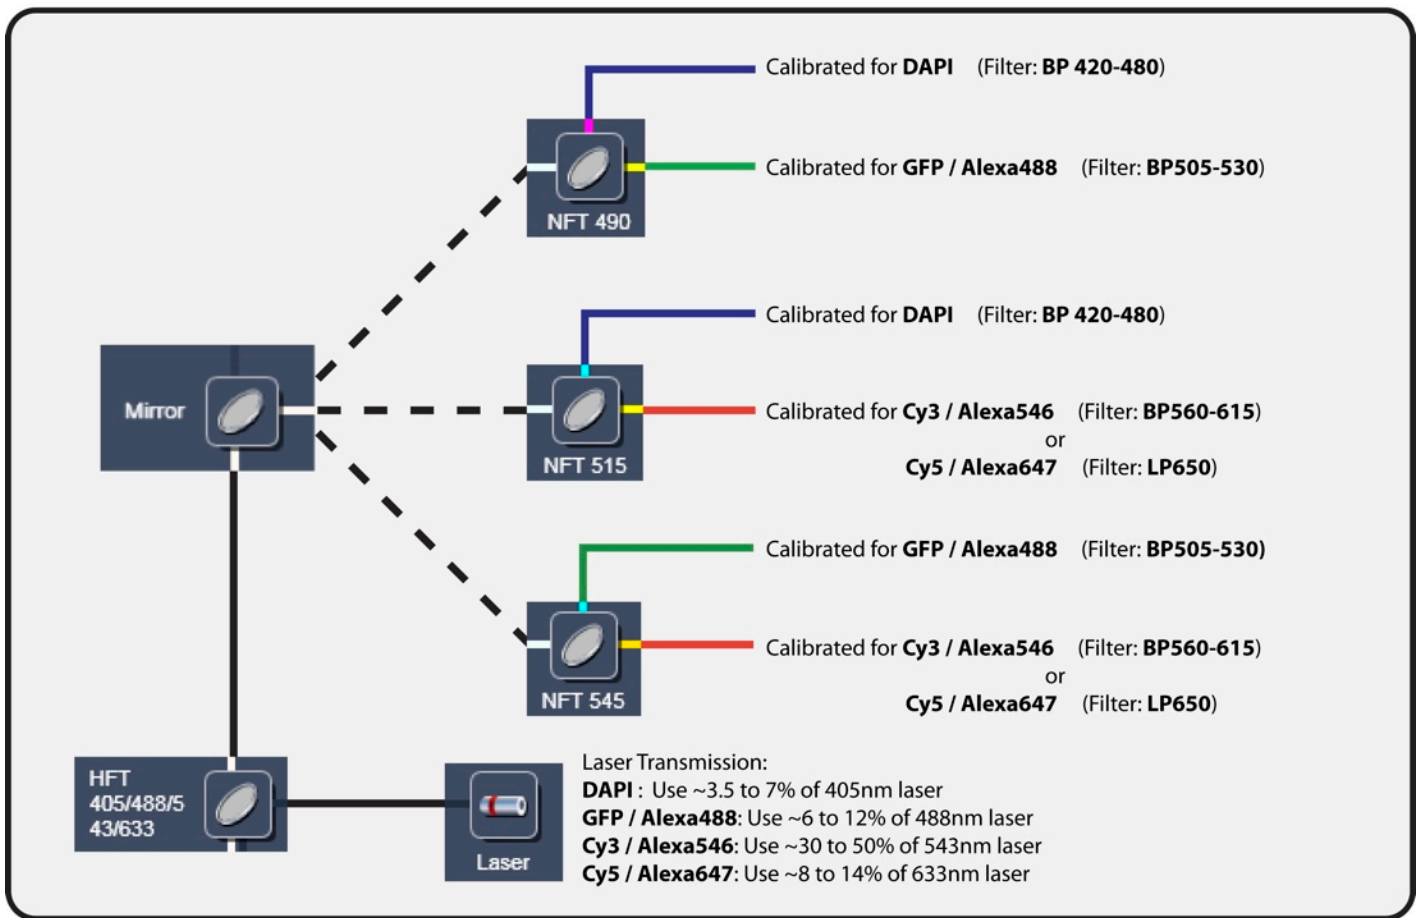 Calibrated for DAPI (Filter: BP 420-480)
Calibrated for GFP / Alexa488 (Filter: BP505-530)
NFT 490
Calibrated for DAPI (Filter: BP 420-480)
Mirror
Calibrated for Cy3 / Alexa546 (Filter: BP560-615)
or
NFT 515
Cy5 / Alexa647 (Filter: LP650)
Calibrated for GFP / Alexa488 (Filter: BP505-530)
Calibrated for Cy3 / Alexa546 (Filter: BP560-615)
or
NFT 545
Cy5 / Alexa647 (Filter: LP650)
HFT
405/488/5
43/633
Laser
Laser Transmission:
DAPI : Use ~3.5 to 7% of 405nm laser
GFP / Alexa488: Use ~6 to 12% of 488nm laser
Cy3 / Alexa546: Use ~30 to 50% of 543nm laser
Cy5 / Alexa647: Use ~8 to 14% of 633nm laser